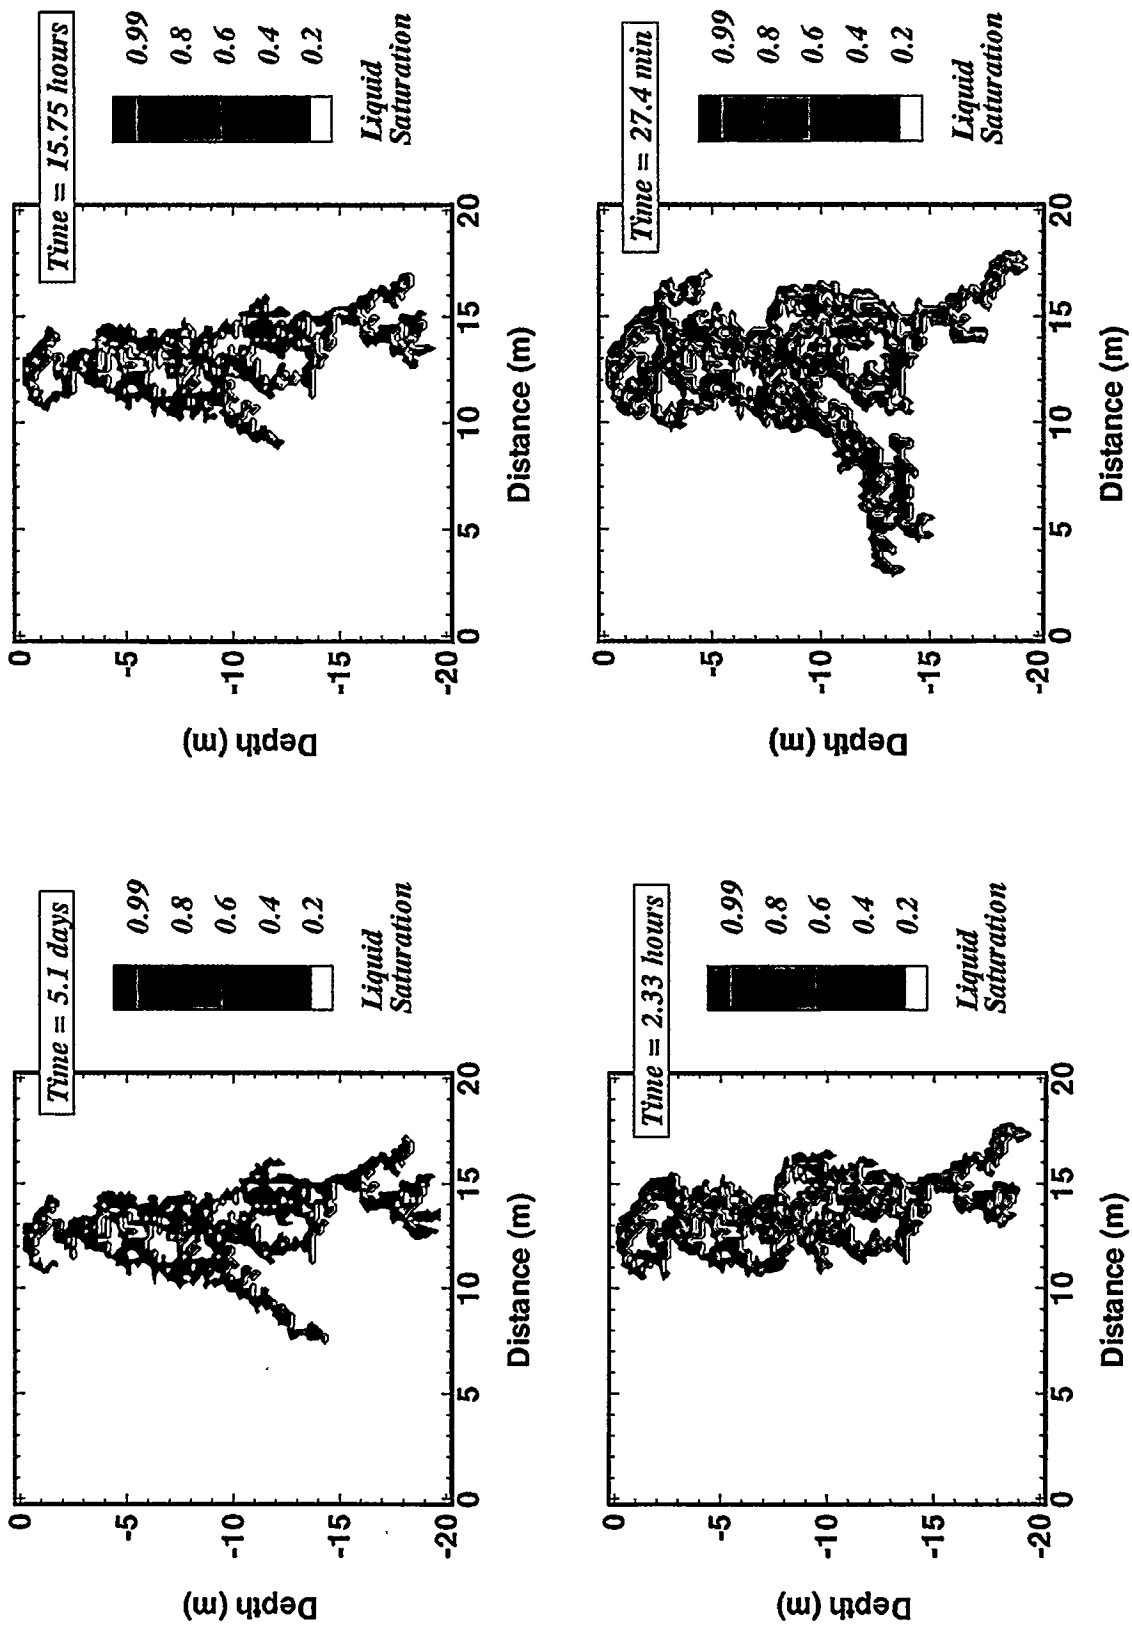 Time = 5.1 days
Depth (m)
0
-5
-10
-15
-20
0 5 10 15 20
Distance (m)
0.99
0.8
0.6
0.4
0.2
Liquid
Saturation
Time = 15.75 hours
Depth (m)
0
-5
-10
-15
-20
0 5 10 15 20
Distance (m)
0.99
0.8
0.6
0.4
0.2
Liquid
Saturation
Time = 2.33 hours
Depth (m)
0
-5
-10
-15
-20
0 5 10 15 20
Distance (m)
0.99
0.8
0.6
0.4
0.2
Liquid
Saturation
Time = 27.4 min
Depth (m)
0
-5
-10
-15
-20
0 5 10 15 20
Distance (m)
0.99
0.8
0.6
0.4
0.2
Liquid
Saturation